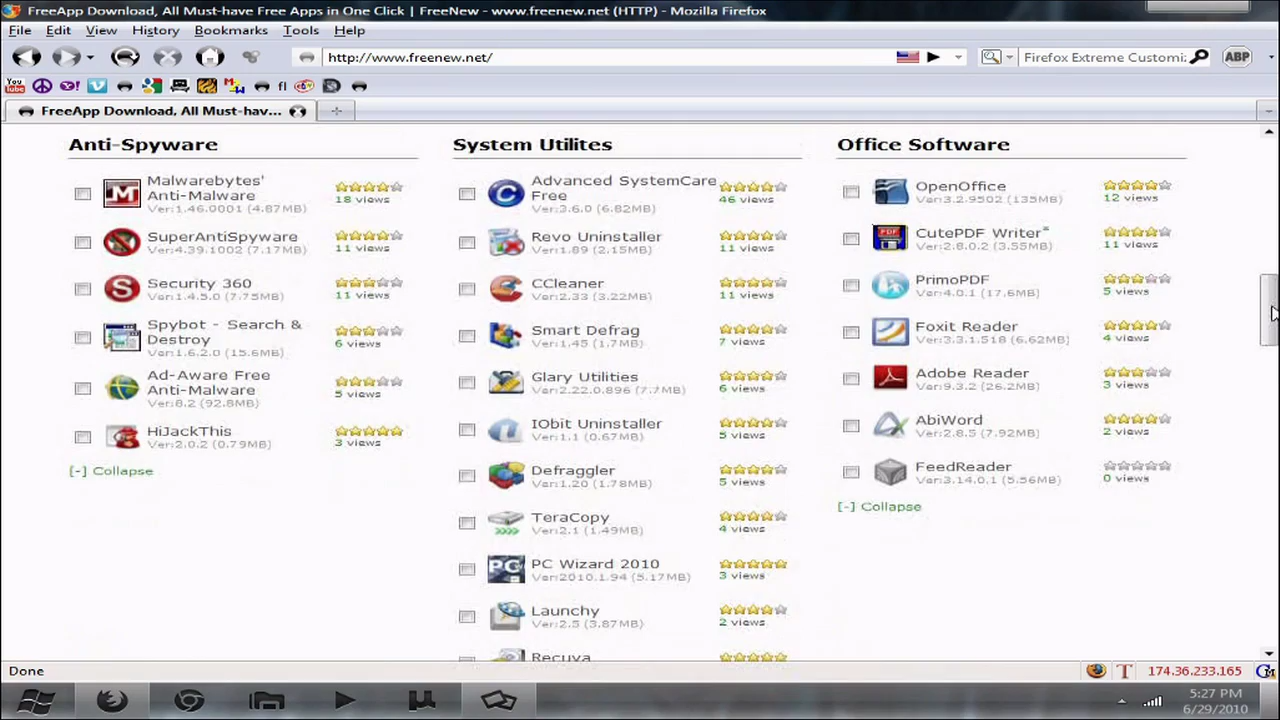 FreeApp Download, All Must-have Free Apps in One Click | FreeNew - www.freenew.net (HTTP) - Mozilla Firefox
File Edit View History Bookmarks Tools Help
http://www.freenew.net/
Firefox Extreme Customi:
ABP
You Tube
Y!
fl
FreeApp Download, All Must-hav...
Anti-Spyware
Malwarebytes'
Anti-Malware
Ver:1.46.0001 (4.87MB)
18 views
SuperAntiSpyware
Ver:4.39.1002 (7.17MB)
11 views
Security 360
Ver:1.4.5.0 (7.75MB)
11 views
Spybot - Search &
Destroy
Ver:1.6.2.0 (15.6MB)
6 views
Ad-Aware Free
Anti-Malware
Ver:8.2 (92.8MB)
5 views
HiJackThis
Ver:2.0.2 (0.79MB)
3 views
[-] Collapse
System Utilites
Advanced SystemCare
Free
Ver:3.6.0 (6.82MB)
46 views
Revo Uninstaller
Ver:1.89 (2.15MB)
11 views
CCleaner
Ver:2.33 (3.22MB)
11 views
Smart Defrag
Ver:1.45 (1.7MB)
7 views
Glary Utilities
Ver:2.22.0.896 (7.7MB)
6 views
IObit Uninstaller
Ver:1.1 (0.67MB)
5 views
Defraggler
Ver:1.20 (1.78MB)
5 views
TeraCopy
Ver:2.1 (1.49MB)
4 views
PC Wizard 2010
Ver:2010.1.94 (5.17MB)
3 views
Launchy
Ver:2.5 (3.87MB)
2 views
Recuva
Office Software
OpenOffice
Ver:3.2.9502 (135MB)
12 views
CutePDF Writer*
Ver:2.8.0.2 (3.55MB)
11 views
PrimoPDF
Ver:4.0.1 (17.6MB)
5 views
Foxit Reader
Ver:3.3.1.518 (6.62MB)
4 views
Adobe Reader
Ver:9.3.2 (26.2MB)
3 views
AbiWord
Ver:2.8.5 (7.92MB)
2 views
FeedReader
Ver:3.14.0.1 (5.56MB)
0 views
[-] Collapse
Done
174.36.233.165
5:27 PM
6/29/2010